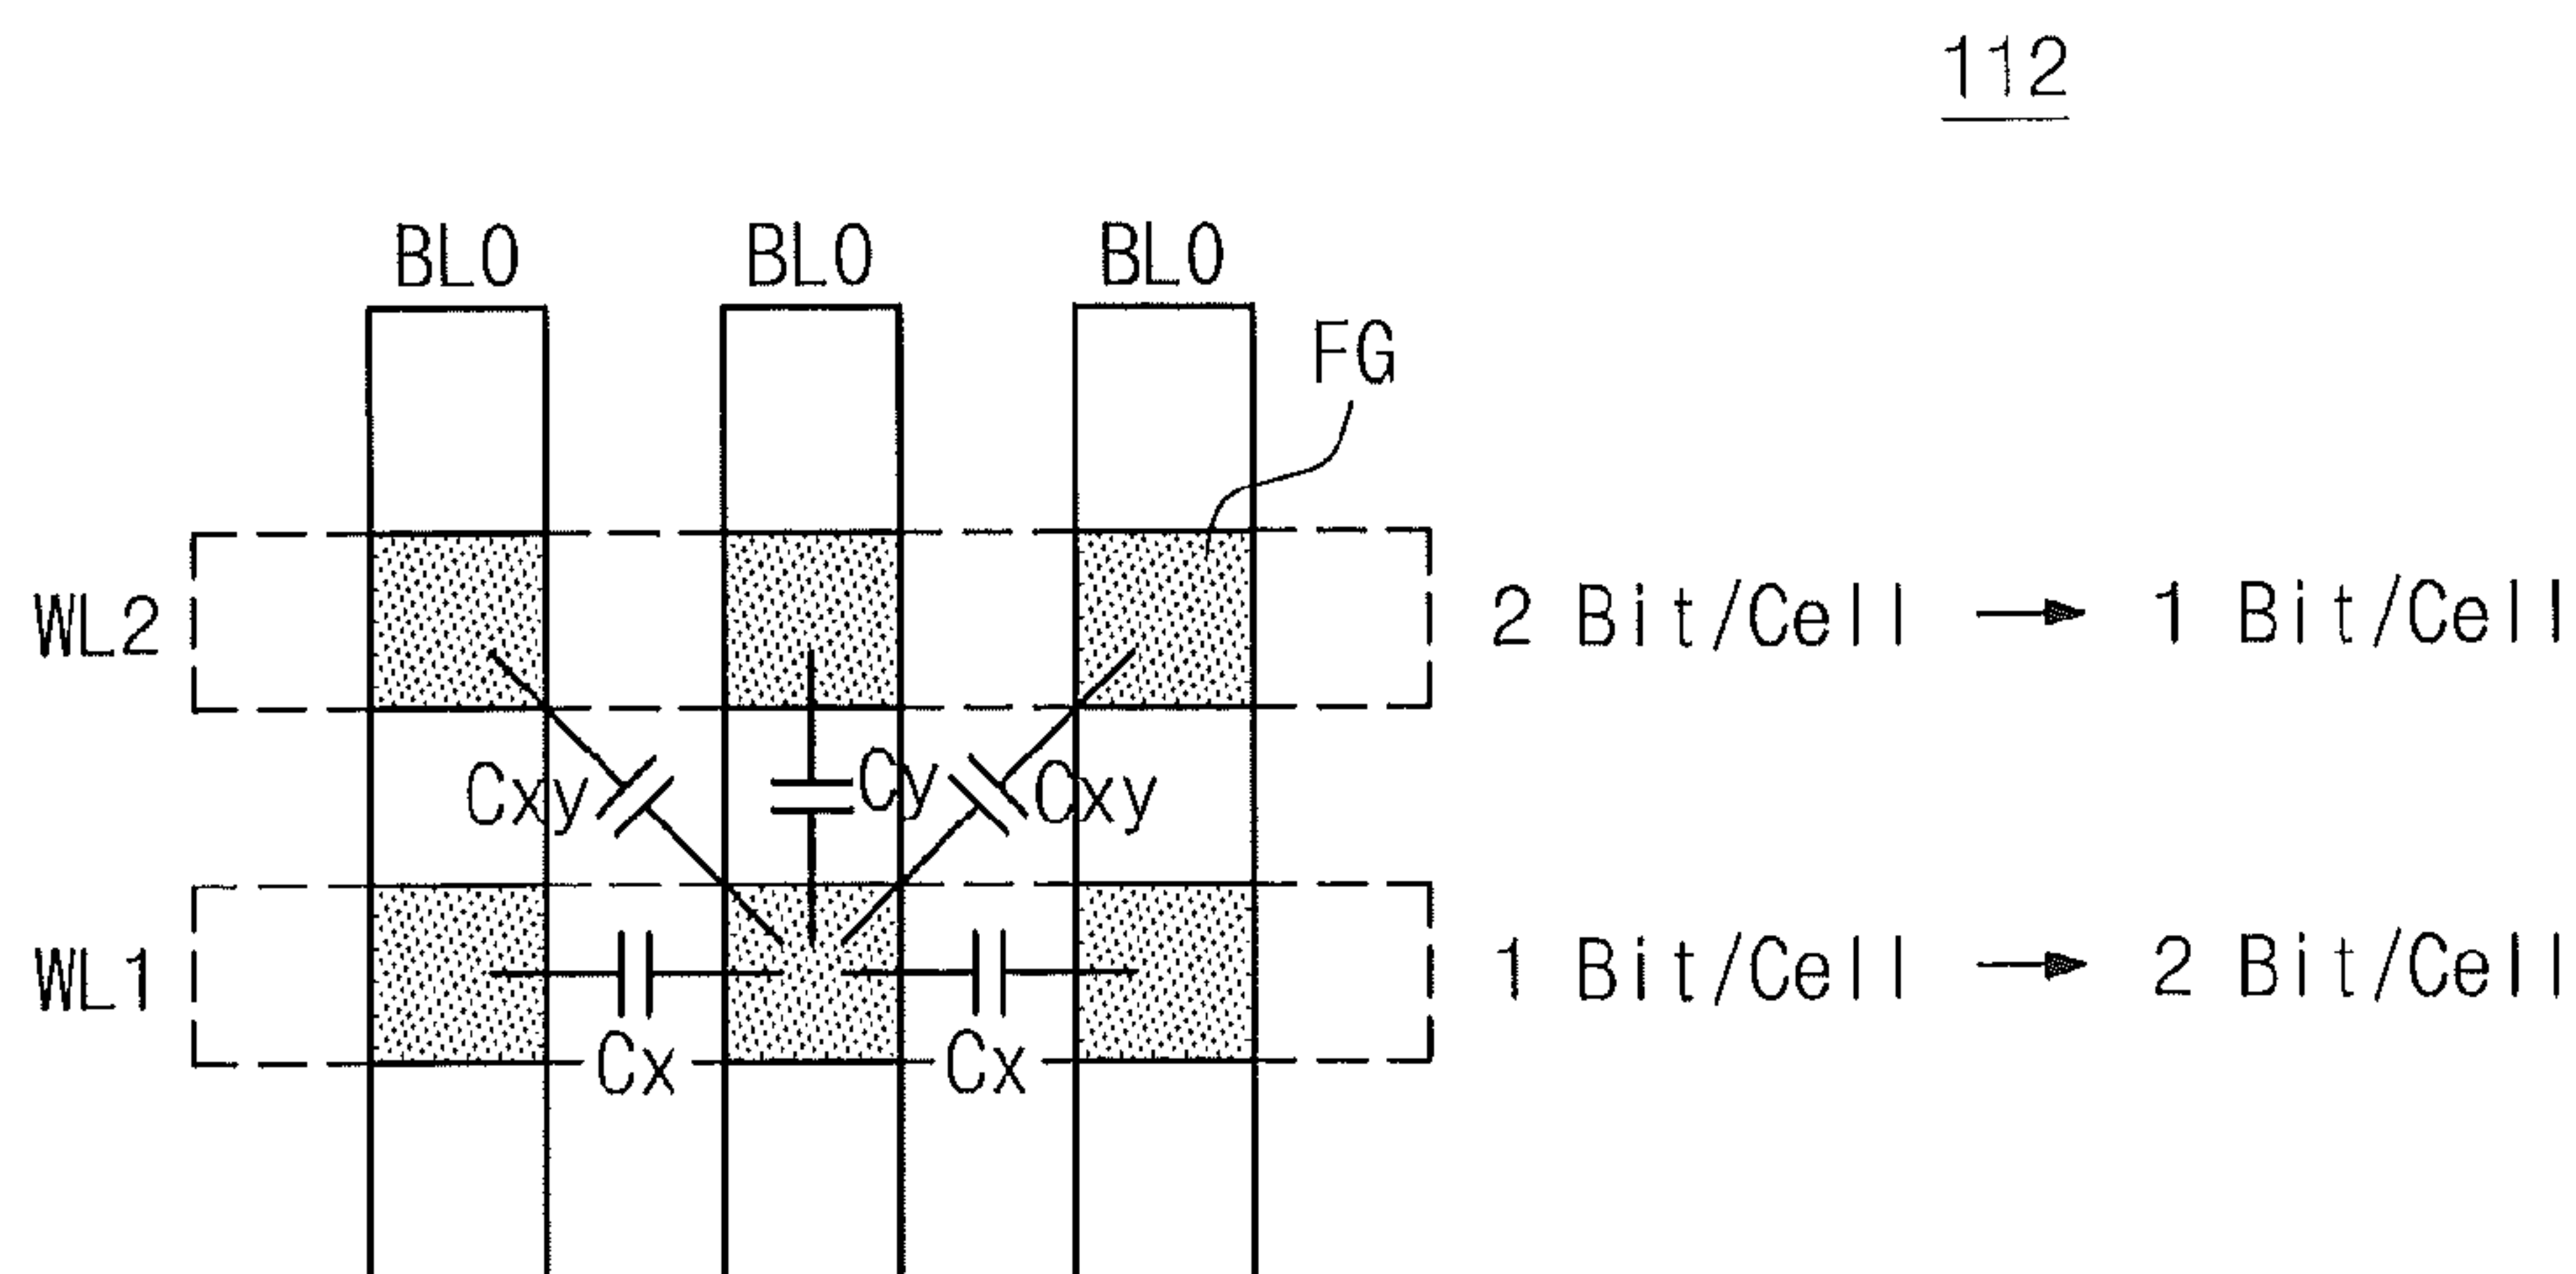 112
BL0 BL0 BL0
FG
WL2 2 Bit/Cell → 1 Bit/Cell
Cxy Cy Cxy
WL1 1 Bit/Cell → 2 Bit/Cell
Cx Cx